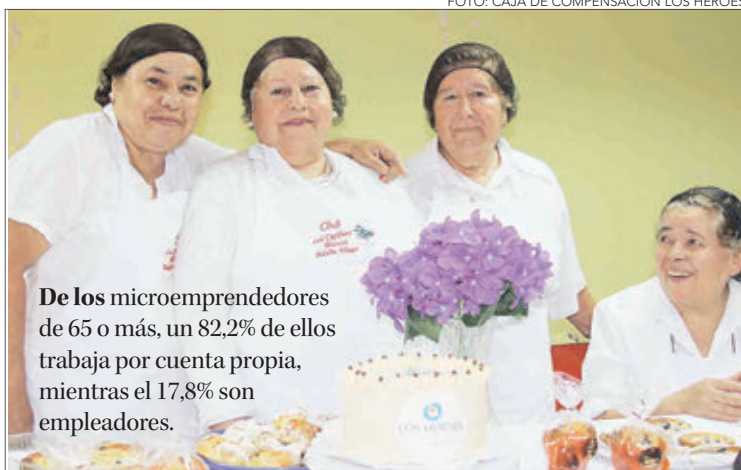 FOTO: CAJA DE COMPENSACIÓN LOS HÉROES
De los microemprendedores
de 65 o más, un 82,2% de ellos
trabaja por cuenta propia,
mientras el 17,8% son
empleadores.
Club
LOS HÉROES